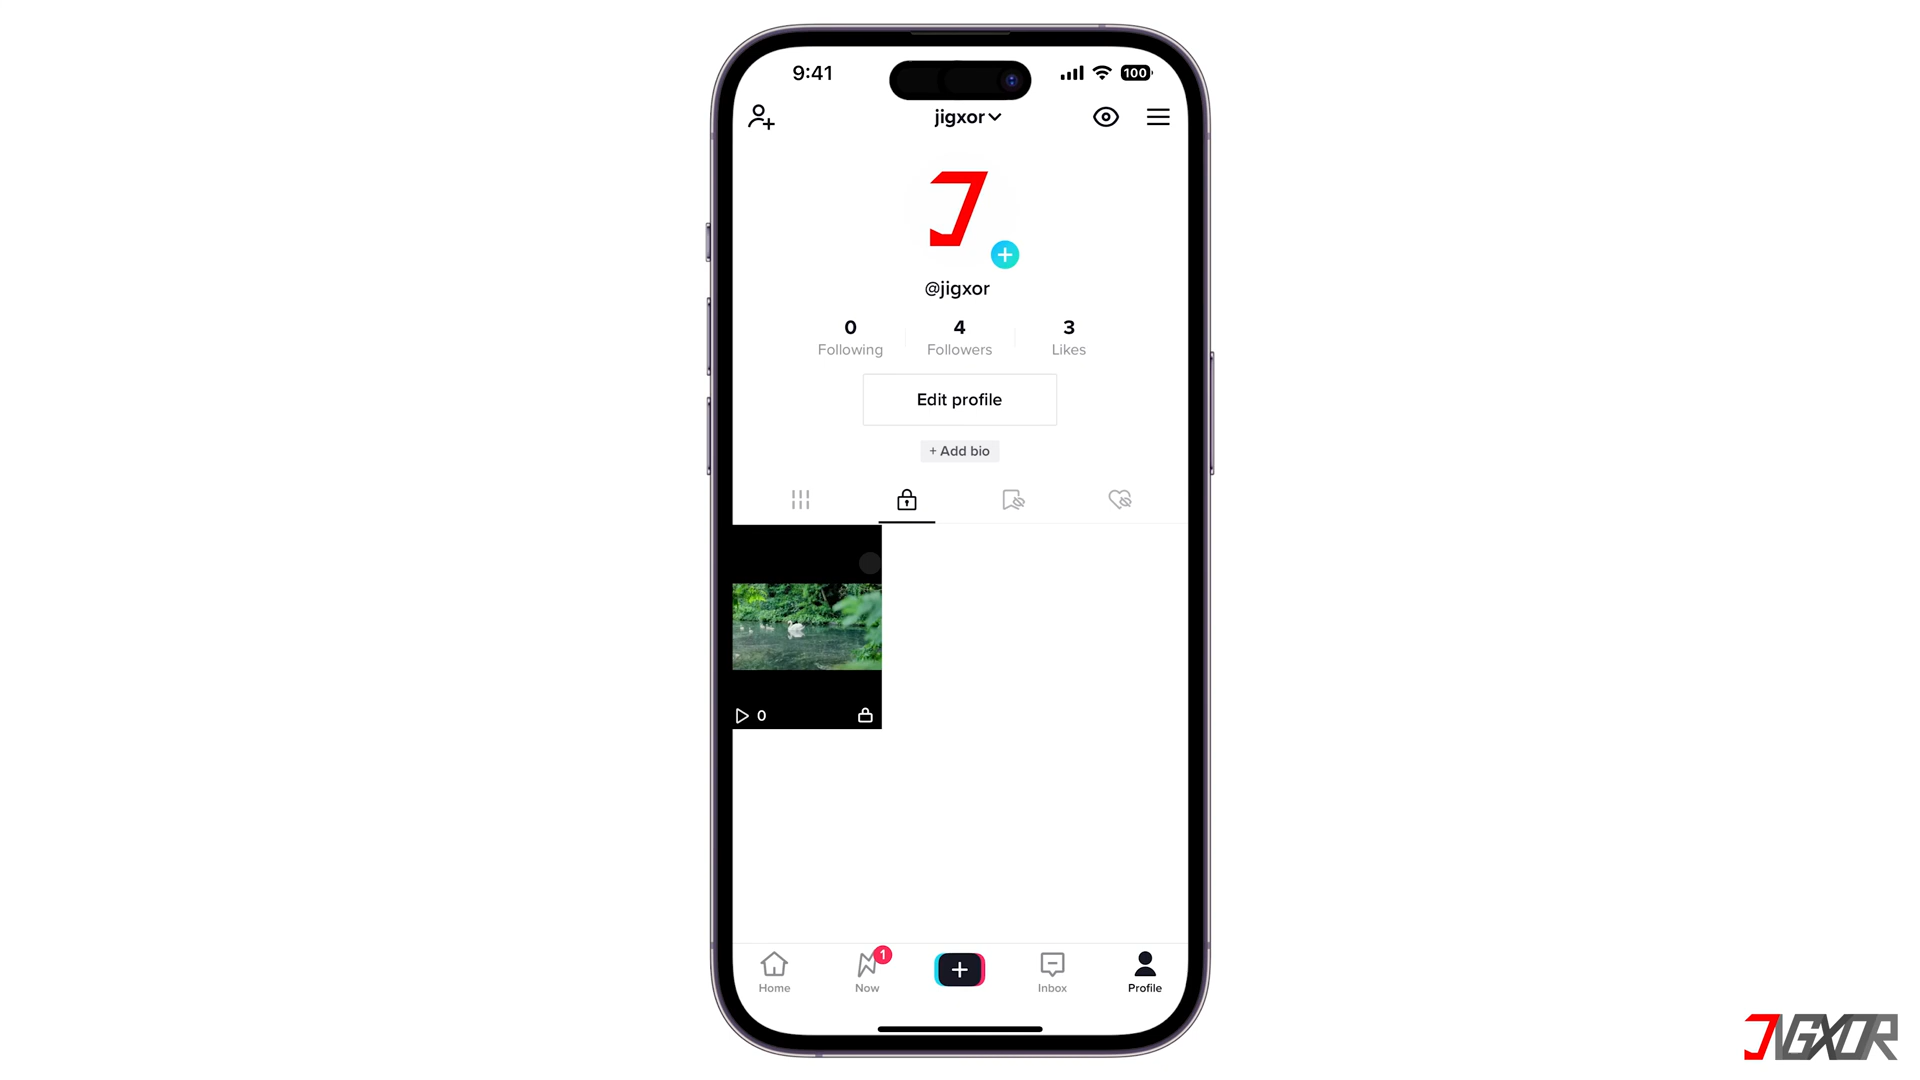 9:41
100
jigxor
@jigxor
0 4 3
Following Followers Likes
Edit profile
+ Add bio
0
1
Home Now Inbox Profile
JIGXOR